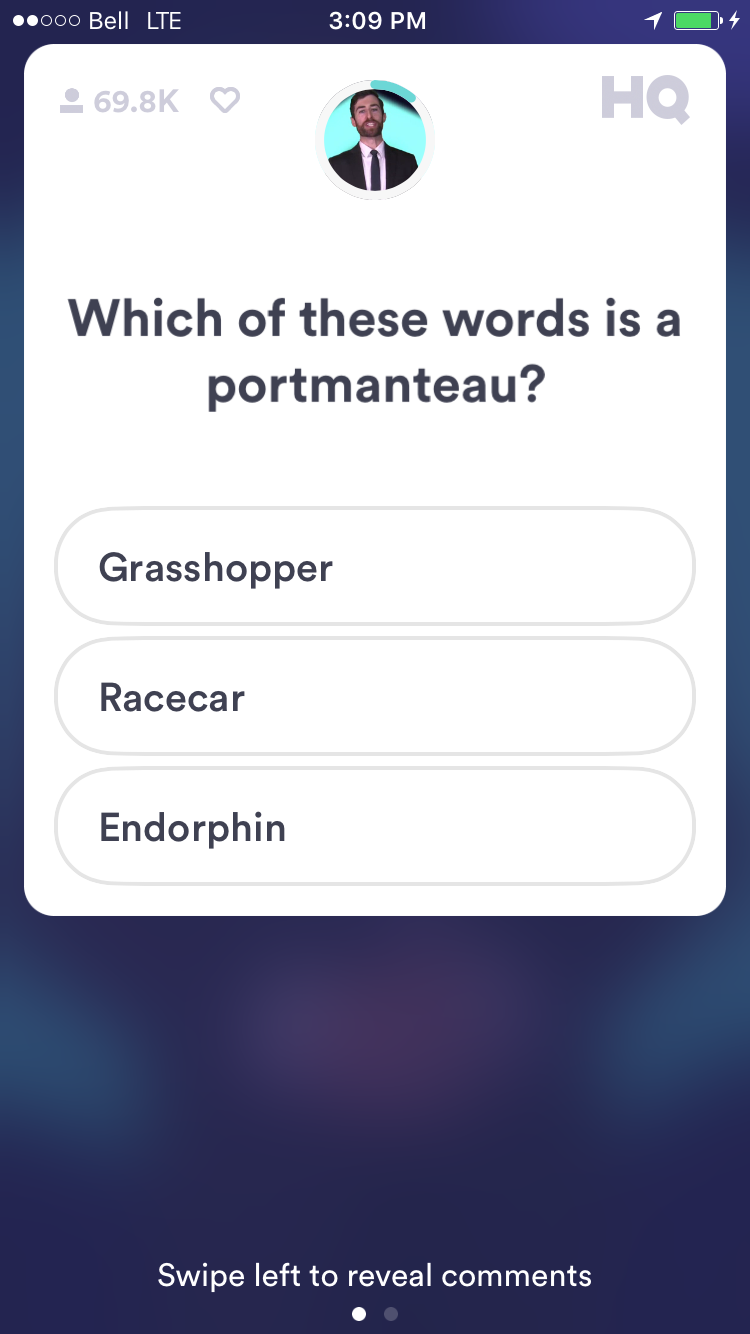 Bell LTE 3:09 PM
69.8K HQ
Which of these words is a
portmanteau?
Grasshopper
Racecar
Endorphin
Swipe left to reveal comments